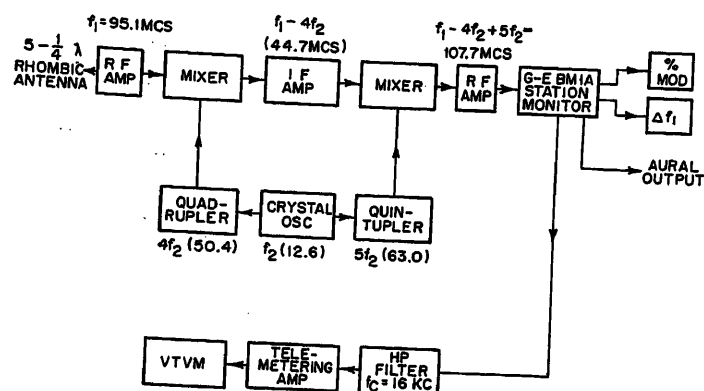 f₁ = 95.1MCS
5 - 1/4 λ
RHOMBIC
ANTENNA
RF
AMP
MIXER
f₁ - 4f₂
(44.7MCS)
I F
AMP
MIXER
f₁ - 4f₂ + 5f₂ =
107.7MCS
RF
AMP
G-E BM1A
STATION
MONITOR
%
MOD
Δf₁
AURAL
OUTPUT
QUAD-
RUPLER
4f₂ (50.4)
CRYSTAL
OSC
f₂ (12.6)
QUIN-
TUPLER
5f₂ (63.0)
VTVM
TELE-
METERING
AMP
HP
FILTER
fC = 16 KC